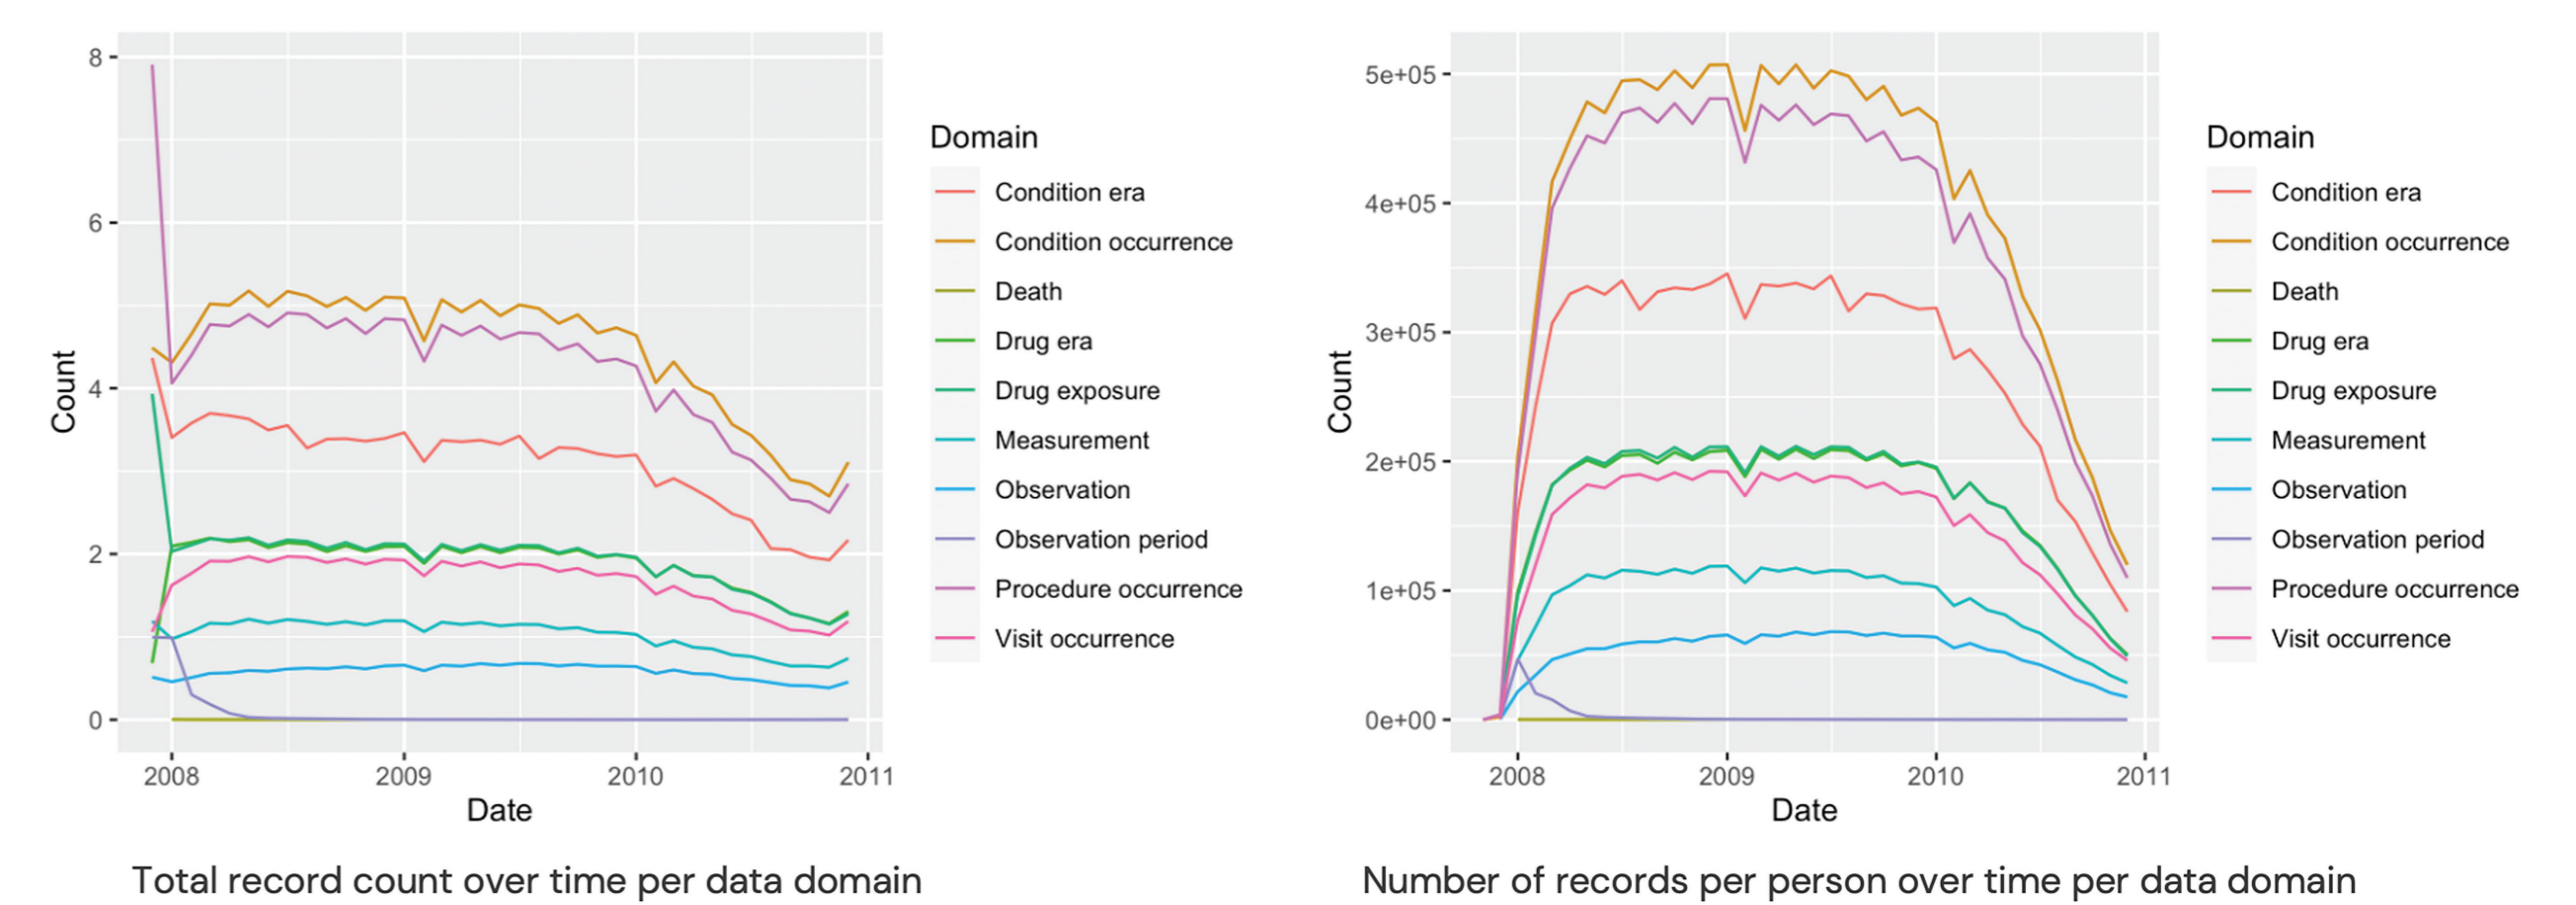 8
6
4
2
0
Count
2008
2009
2010
2011
Date
Domain
Condition era
Condition occurrence
Death
Drug era
Drug exposure
Measurement
Observation
Observation period
Procedure occurrence
Visit occurrence
Total record count over time per data domain
5e+05
4e+05
3e+05
2e+05
1e+05
0e+00
Count
2008
2009
2010
2011
Date
Domain
Condition era
Condition occurrence
Death
Drug era
Drug exposure
Measurement
Observation
Observation period
Procedure occurrence
Visit occurrence
Number of records per person over time per data domain